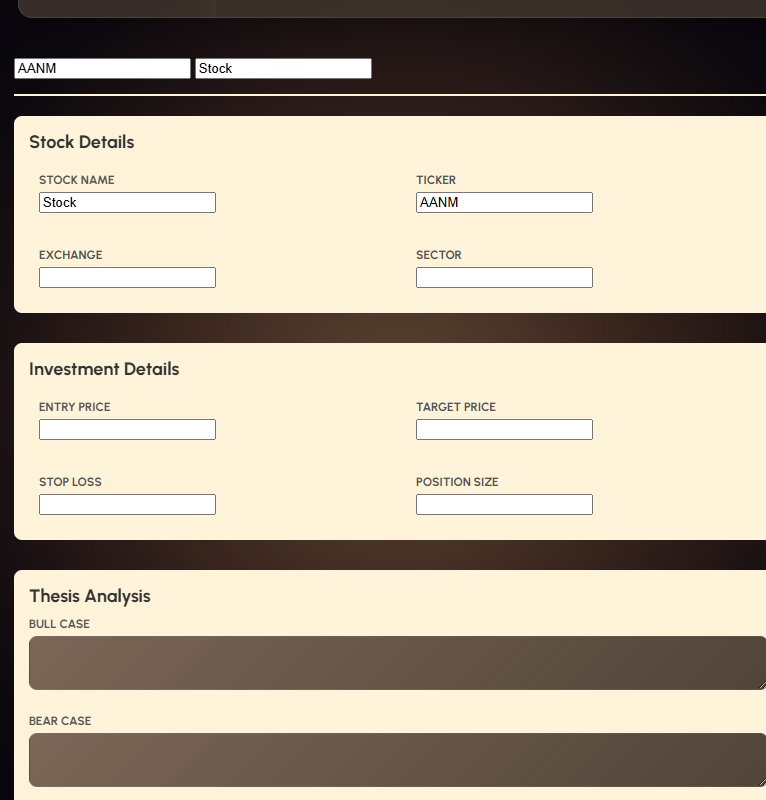 AANM Stock
Stock Details
STOCK NAME TICKER
Stock AANM
EXCHANGE SECTOR
Investment Details
ENTRY PRICE TARGET PRICE
STOP LOSS POSITION SIZE
Thesis Analysis
BULL CASE
BEAR CASE